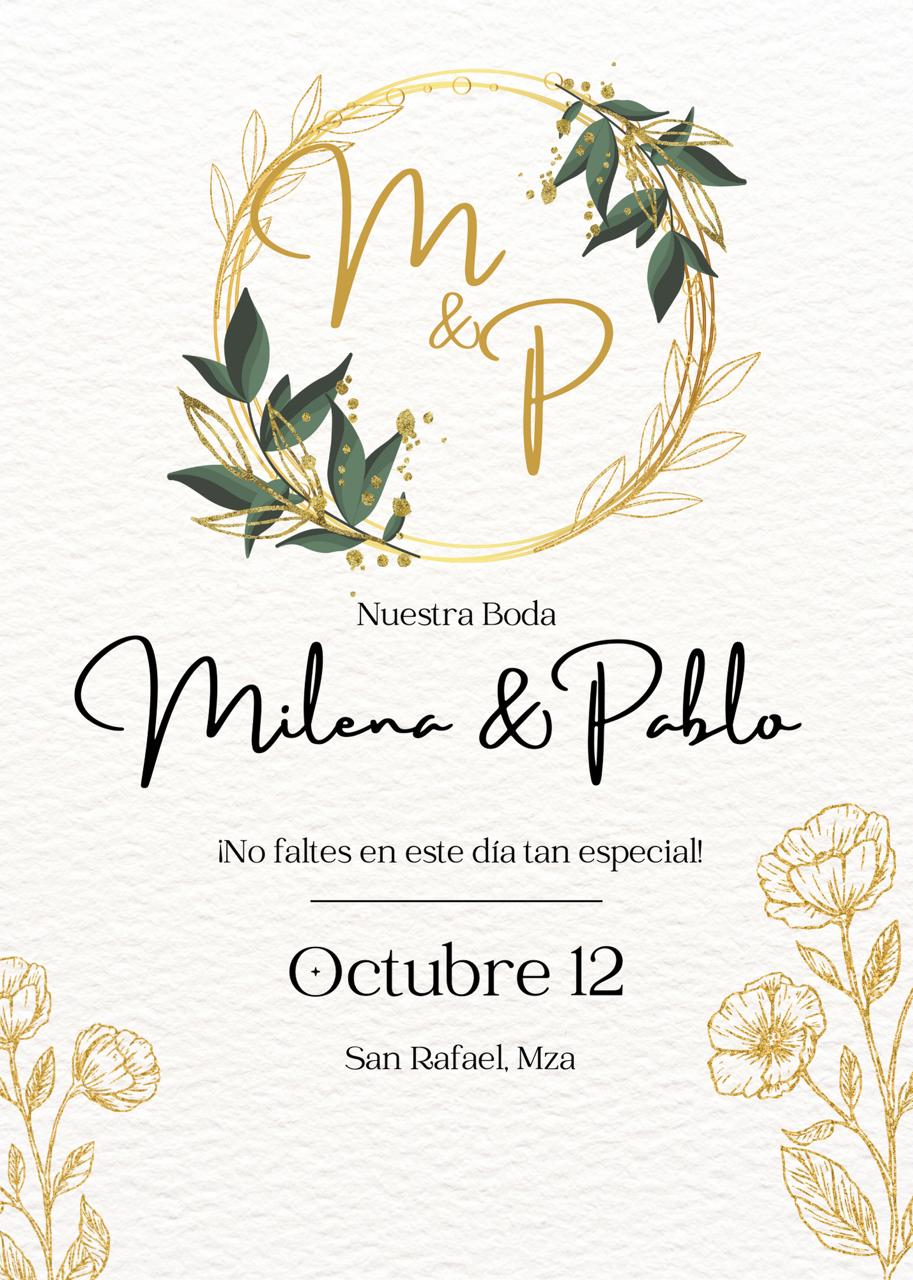 M
&
P
Nuestra Boda
Milena & Pablo
¡No faltes en este día tan especial!
Octubre 12
San Rafael, Mza